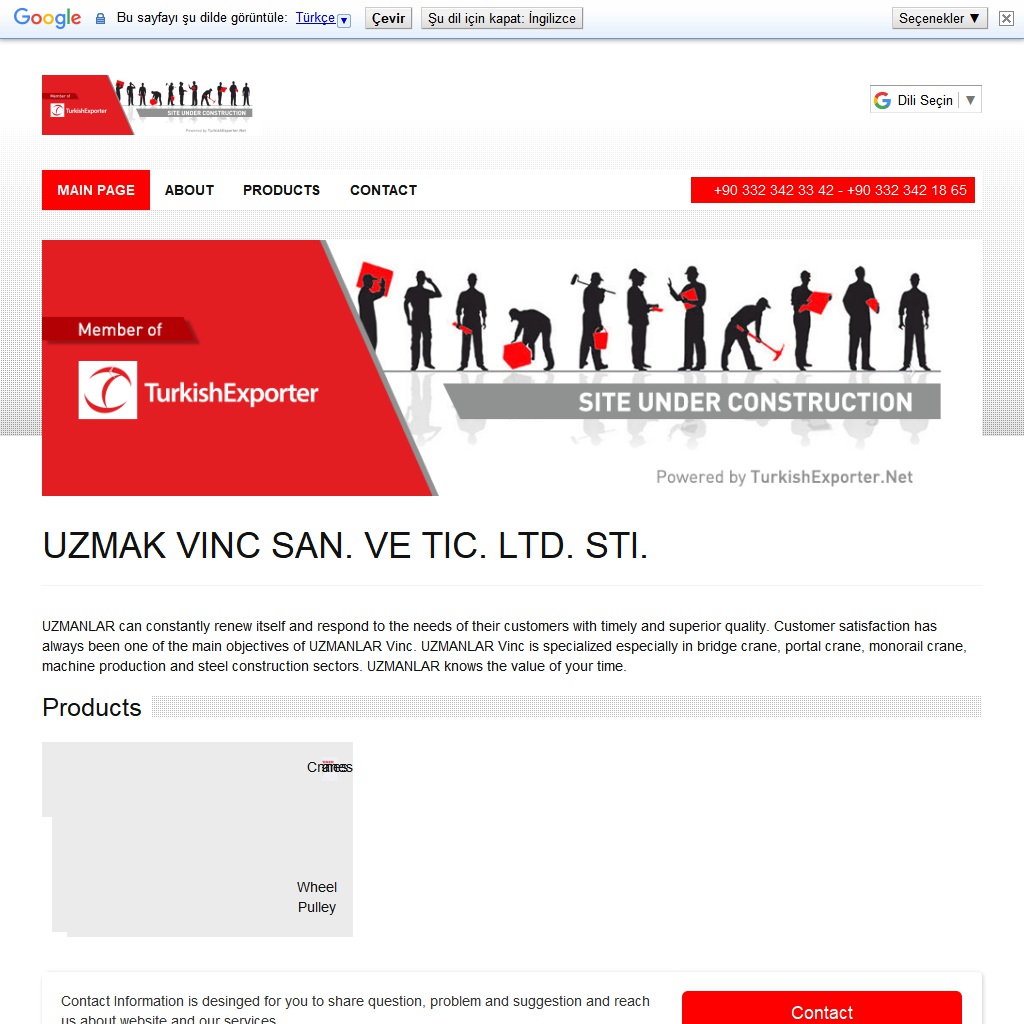 Google Bu sayfayı şu dilde görüntüle: Türkçe Çevir Şu dil için kapat: İngilizce Seçenekler ▼
Member of
TurkishExporter
SITE UNDER CONSTRUCTION
Powered by TurkishExporter.Net
Dili Seçin ▼
MAIN PAGE ABOUT PRODUCTS CONTACT +90 332 342 33 42 - +90 332 342 18 65
Member of
TurkishExporter
SITE UNDER CONSTRUCTION
Powered by TurkishExporter.Net
UZMAK VINC SAN. VE TIC. LTD. STI.
UZMANLAR can constantly renew itself and respond to the needs of their customers with timely and superior quality. Customer satisfaction has
always been one of the main objectives of UZMANLAR Vinc. UZMANLAR Vinc is specialized especially in bridge crane, portal crane, monorail crane,
machine production and steel construction sectors. UZMANLAR knows the value of your time.
Products
Wheel
Pulley
Contact Information is desinged for you to share question, problem and suggestion and reach
us about website and our services
Contact